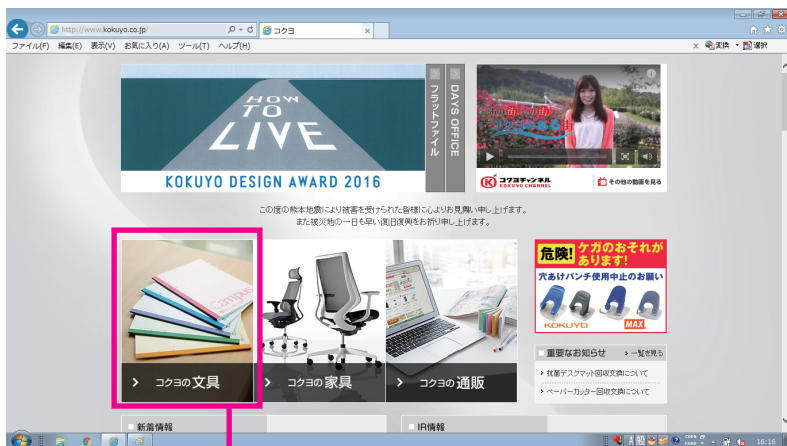 http://www.kokuyo.co.jp/
コクヨ
ファイル(F) 編集(E) 表示(V) お気に入り(A) ツール(T) ヘルプ(H)
変換
選択
HOW
TO
LIVE
KOKUYO DESIGN AWARD 2016
フラットファイル
DAYS OFFICE
コクヨのある街
コクヨチャンネル
KOKUYO CHANNEL
その他の動画を見る
この度の熊本地震により被害を受けられた皆様に心よりお見舞い申し上げます。
また被災地の一日も早い復旧復興をお祈り申し上げます。
Campus
コクヨの文具
コクヨの家具
コクヨの通販
危険! ケガのおそれが
あります!
穴あけパンチ使用中止のお願い
KOKUYO
MAX
重要なお知らせ
一覧を見る
抗菌デスクマット回収交換について
ペーパーカッター回収交換について
新着情報
IR情報
A 般
16:16